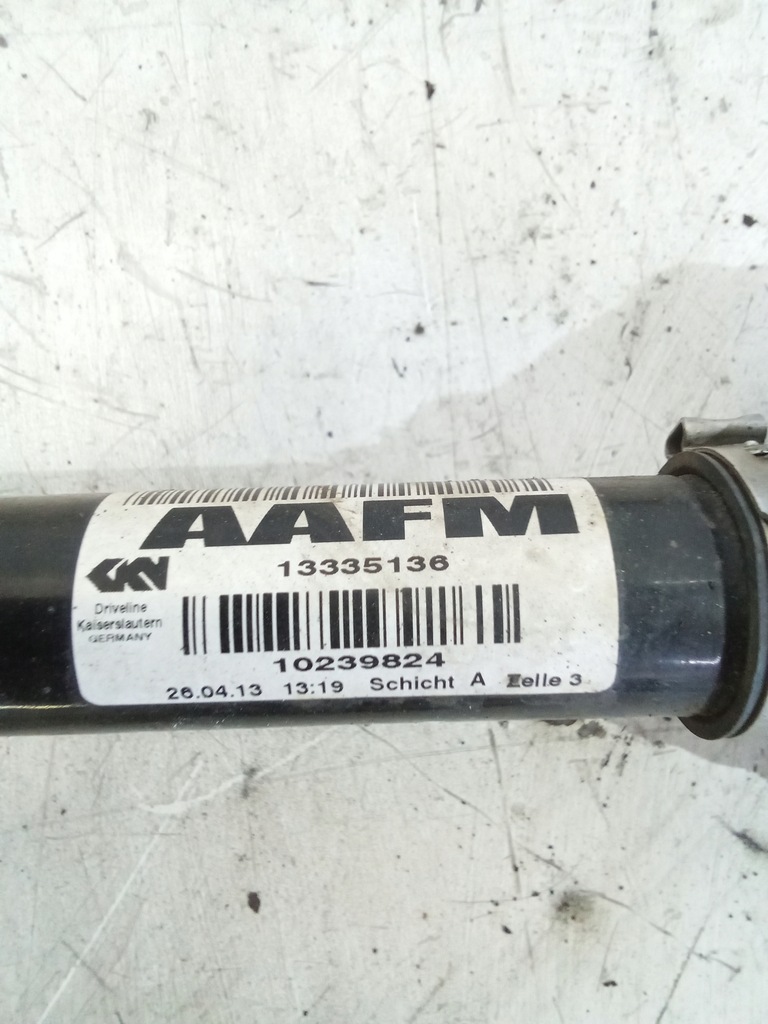 AAFM
13335136
GKN
Driveline
Kaiserslautern
GERMANY
10239824
26.04.13 13:19 Schicht A Zelle 3